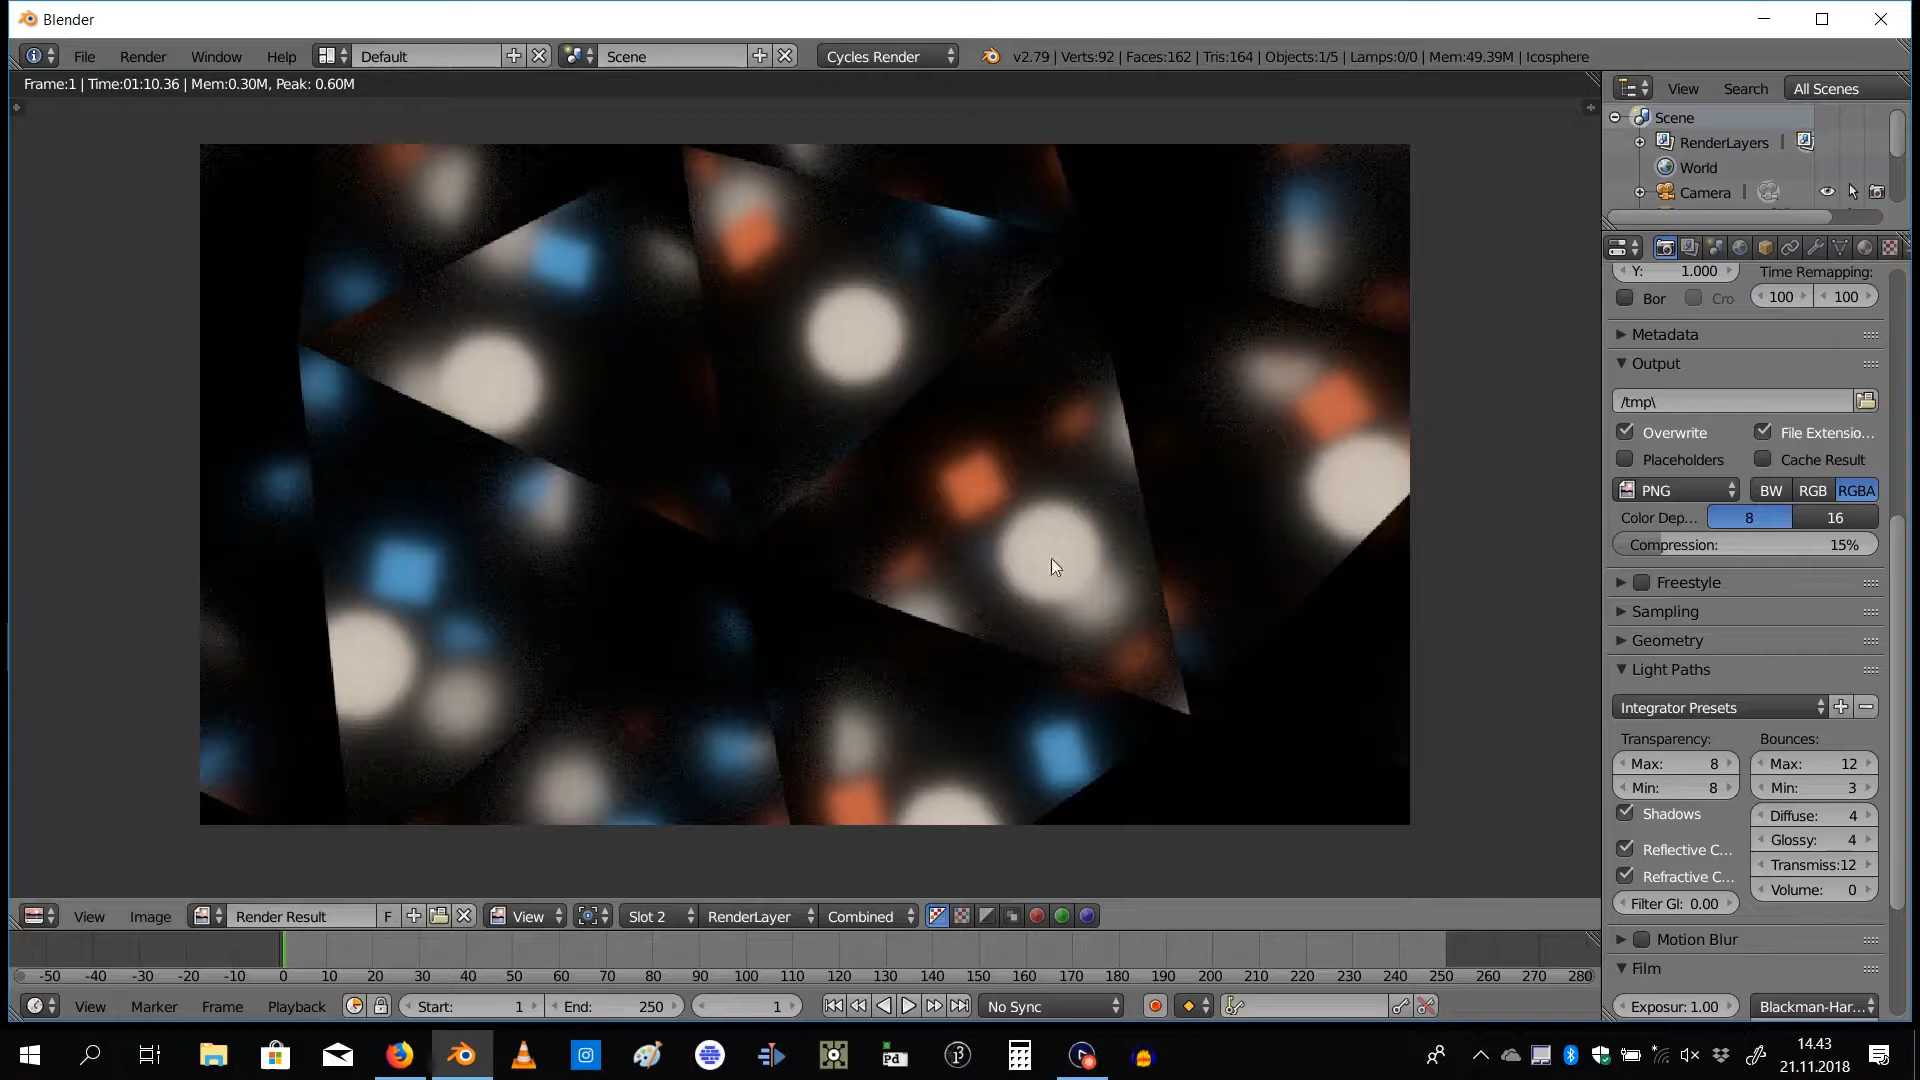 Blender
File Render Window Help Default Scene Cycles Render v2.79 | Verts:92 | Faces:162 | Tris:164 | Objects:1/5 | Lamps:0/0 | Mem:49.39M | Icosphere
Frame:1 | Time:01:10.36 | Mem:0.30M, Peak: 0.60M
View Search All Scenes
Scene
RenderLayers
World
Camera
Y: 1.000 Time Remapping:
Bor Cro 100 100
Metadata
Output
/tmp\
Overwrite File Extensio...
Placeholders Cache Result
PNG BW RGB RGBA
Color Dep... 8 16
Compression: 15%
Freestyle
Sampling
Geometry
Light Paths
Integrator Presets
Transparency: Bounces:
Max: 8 Max: 12
Min: 8 Min: 3
Shadows Diffuse: 4
Reflective C... Glossy: 4
Refractive C... Transmiss:12
Filter Gl: 0.00 Volume: 0
Motion Blur
Film
Exposur: 1.00 Blackman-Har...
View Image Render Result F View Slot 2 RenderLayer Combined
-50 -40 -30 -20 -10 0 10 20 30 40 50 60 70 80 90 100 110 120 130 140 150 160 170 180 190 200 210 220 230 240 250 260 270 280
View Marker Frame Playback Start: 1 End: 250 1 No Sync
Pd
14.43
21.11.2018